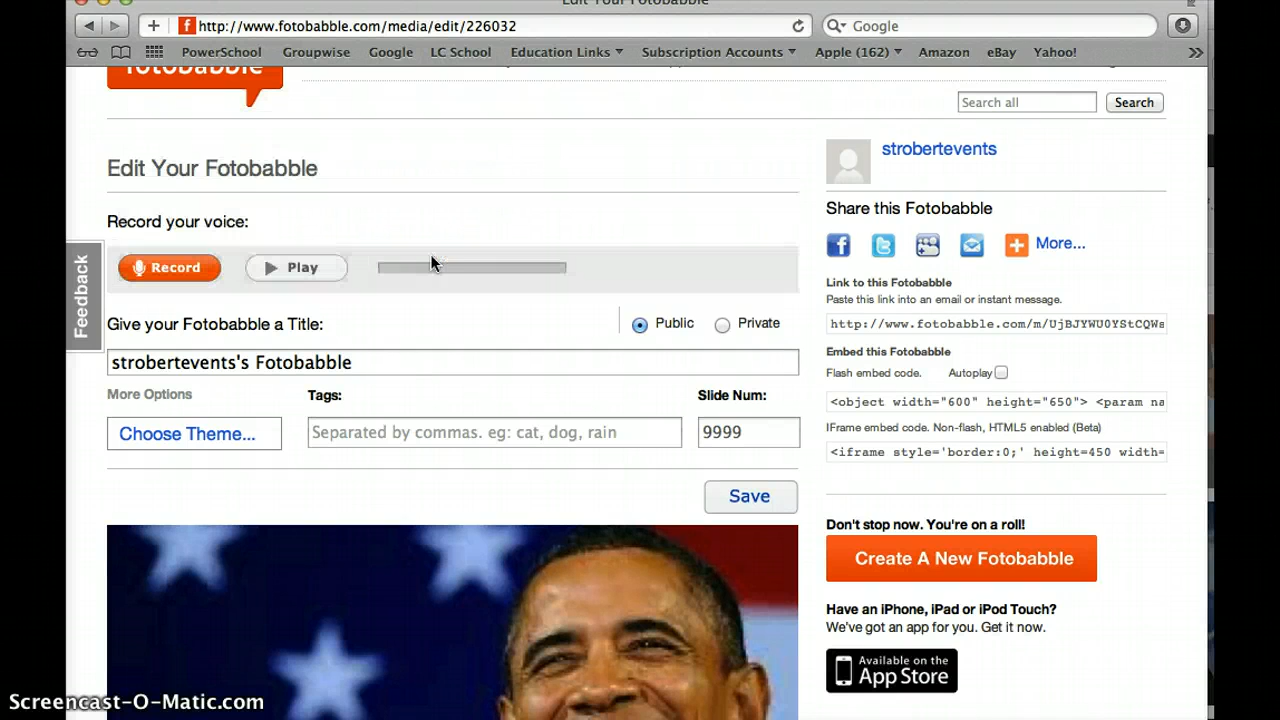 Edit Your Fotobabble
http://www.fotobabble.com/media/edit/226032
Google
PowerSchool Groupwise Google LC School Education Links Subscription Accounts Apple (162) Amazon eBay Yahoo!
fotobabble
Search all Search
Edit Your Fotobabble
Record your voice:
Record Play
Feedback
Give your Fotobabble a Title: Public Private
strobertevents's Fotobabble
More Options Tags: Slide Num:
Choose Theme... Separated by commas. eg: cat, dog, rain 9999
Save
strobertevents
Share this Fotobabble
More...
Link to this Fotobabble
Paste this link into an email or instant message.
http://www.fotobabble.com/m/UjBJYWU0YStCQWs
Embed this Fotobabble
Flash embed code. Autoplay
<object width="600" height="650"> <param na
IFrame embed code. Non-flash, HTML5 enabled (Beta)
<iframe style='border:0;' height=450 width=
Don't stop now. You're on a roll!
Create A New Fotobabble
Have an iPhone, iPad or iPod Touch?
We've got an app for you. Get it now.
Available on the
App Store
Screencast-O-Matic.com